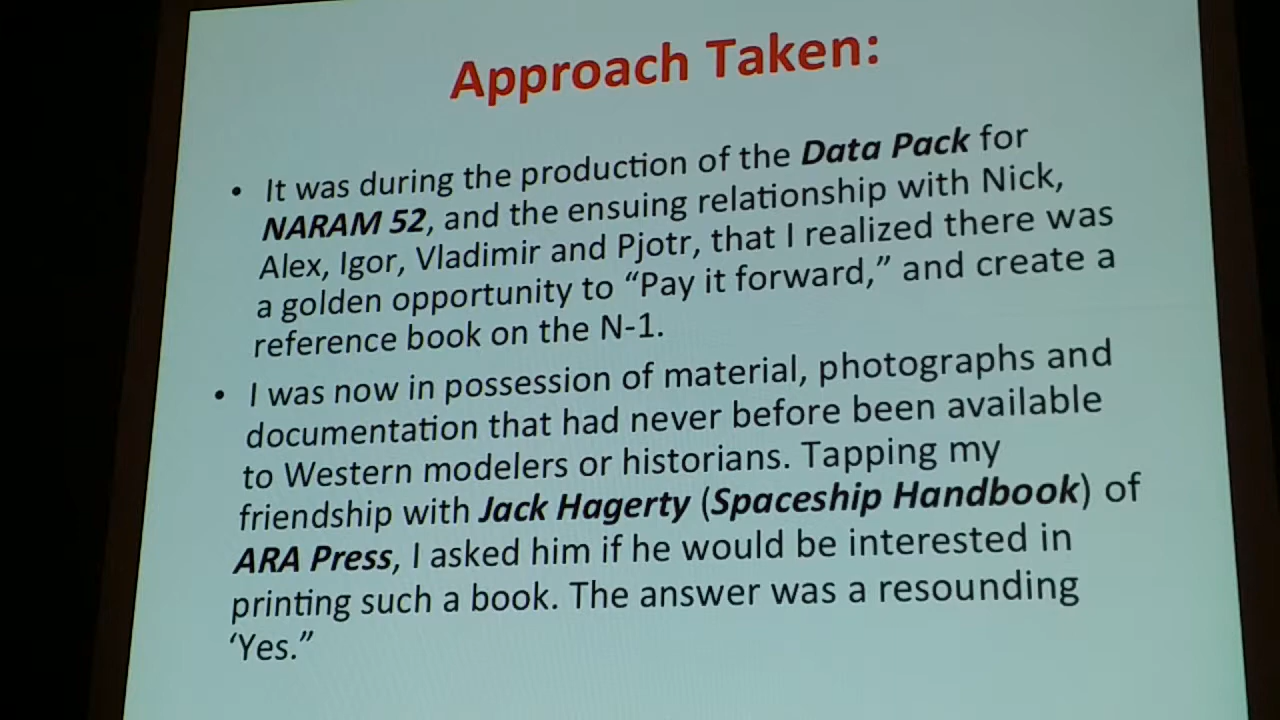 Approach Taken:
• It was during the production of the Data Pack for
NARAM 52, and the ensuing relationship with Nick,
Alex, Igor, Vladimir and Pjotr, that I realized there was
a golden opportunity to “Pay it forward,” and create a
reference book on the N-1.
• I was now in possession of material, photographs and
documentation that had never before been available
to Western modelers or historians. Tapping my
friendship with Jack Hagerty (Spaceship Handbook) of
ARA Press, I asked him if he would be interested in
printing such a book. The answer was a resounding
‘Yes.”